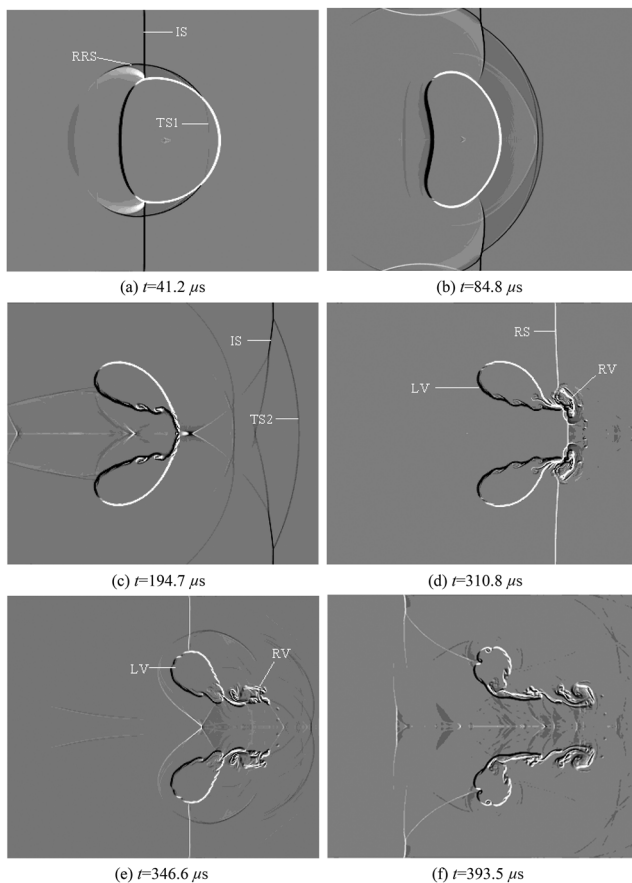 IS
RRS
TS1
(a) t=41.2 μs
(b) t=84.8 μs
IS
TS2
(c) t=194.7 μs
RS
RV
LV
(d) t=310.8 μs
LV
RV
(e) t=346.6 μs
(f) t=393.5 μs